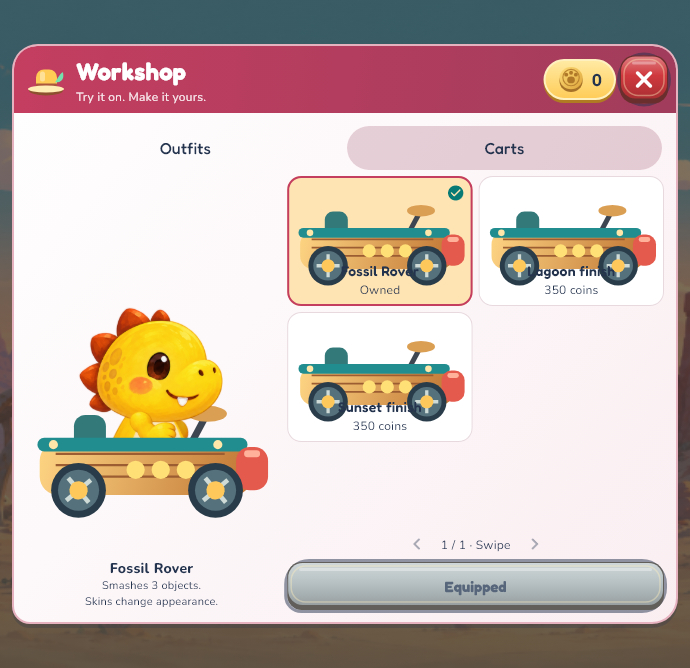 Workshop
Try it on. Make it yours.
0
Outfits
Carts
Fossil Rover
Owned
Lagoon finish
350 coins
Sunset finish
350 coins
1 / 1 · Swipe
Fossil Rover
Smashes 3 objects.
Skins change appearance.
Equipped